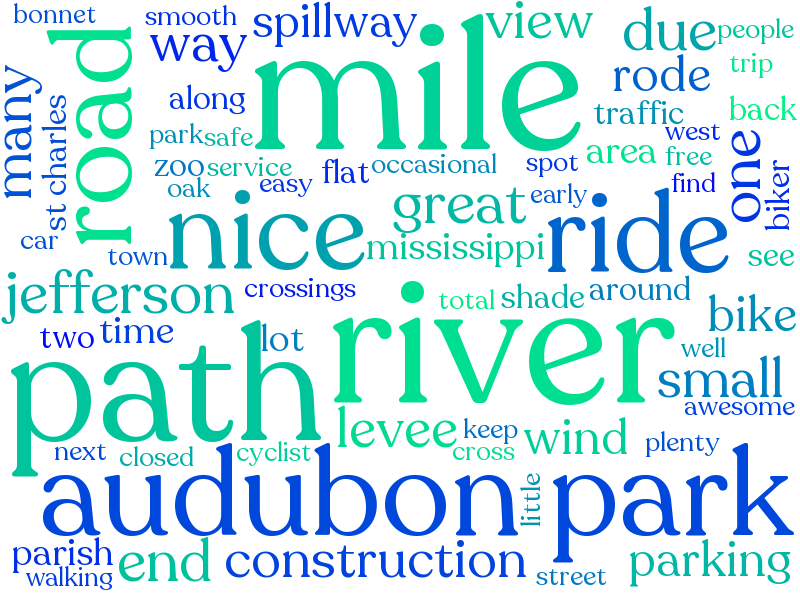 bonnet
smooth
spillway
view
due
people
road
way
mile
rode
trip
many
along
traffic
back
park
safe
west
one
st charles
zoo
service
occasional
spot
area
free
oak
easy
flat
early
find
biker
car
nice
great
ride
town
mississippi
see
jefferson
crossings
total
shade
around
bike
two
time
lot
river
well
path
small
awesome
levee
keep
wind
plenty
next
closed
cyclist
cross
audubon
little
park
parish
end
construction
parking
walking
street